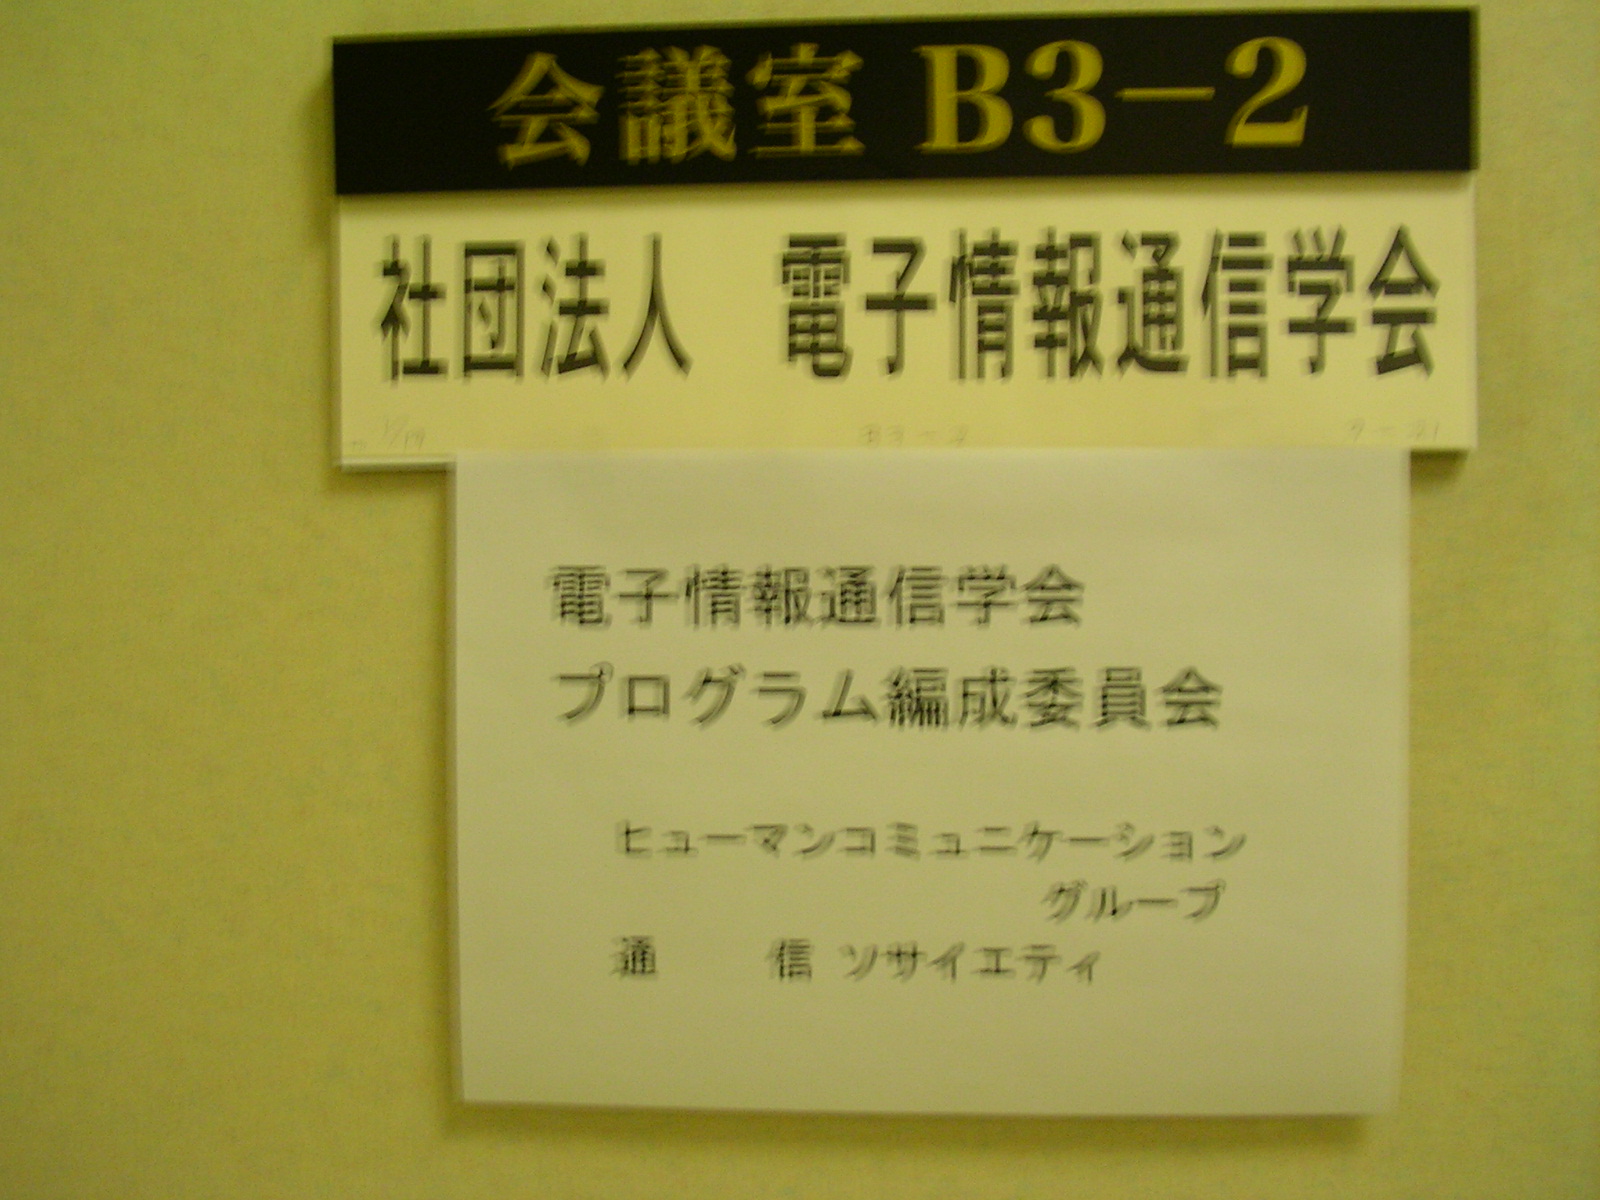 会議室 B3−2
社団法人　電子情報通信学会
B3-2
電子情報通信学会
プログラム編成委員会
ヒューマンコミュニケーション
グループ
通　　信 ソサイエティ